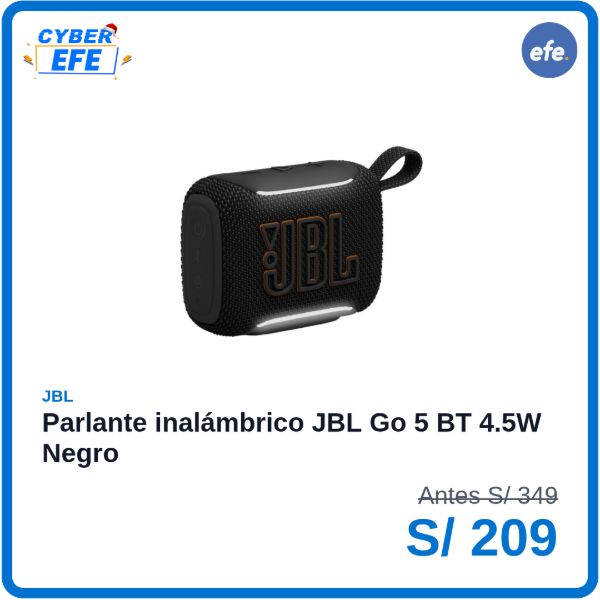 CYBER
EFE
efe.
JBL
JBL
Parlante inalámbrico JBL Go 5 BT 4.5W
Negro
Antes S/ 349
S/ 209